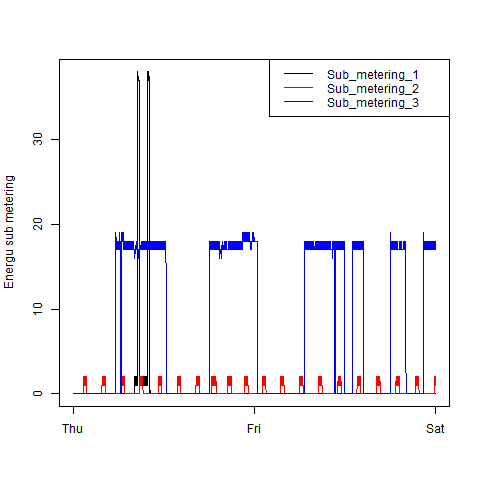 Sub_metering_1
Sub_metering_2
Sub_metering_3
Energu sub metering
30
20
10
0
Thu Fri Sat